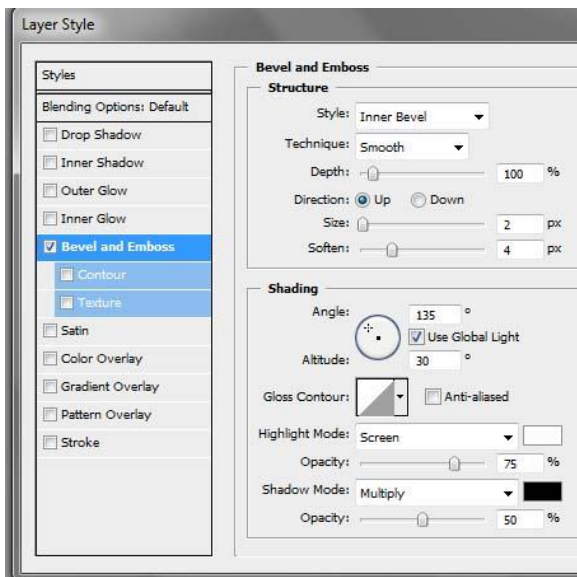 Layer Style
Styles
Blending Options: Default
Drop Shadow
Inner Shadow
Outer Glow
Inner Glow
Bevel and Emboss
Contour
Texture
Satin
Color Overlay
Gradient Overlay
Pattern Overlay
Stroke
Bevel and Emboss
Structure
Style: Inner Bevel
Technique: Smooth
Depth: 100 %
Direction: Up Down
Size: 2 px
Soften: 4 px
Shading
Angle: 135 °
Use Global Light
Altitude: 30 °
Gloss Contour: Anti-aliased
Highlight Mode: Screen
Opacity: 75 %
Shadow Mode: Multiply
Opacity: 50 %